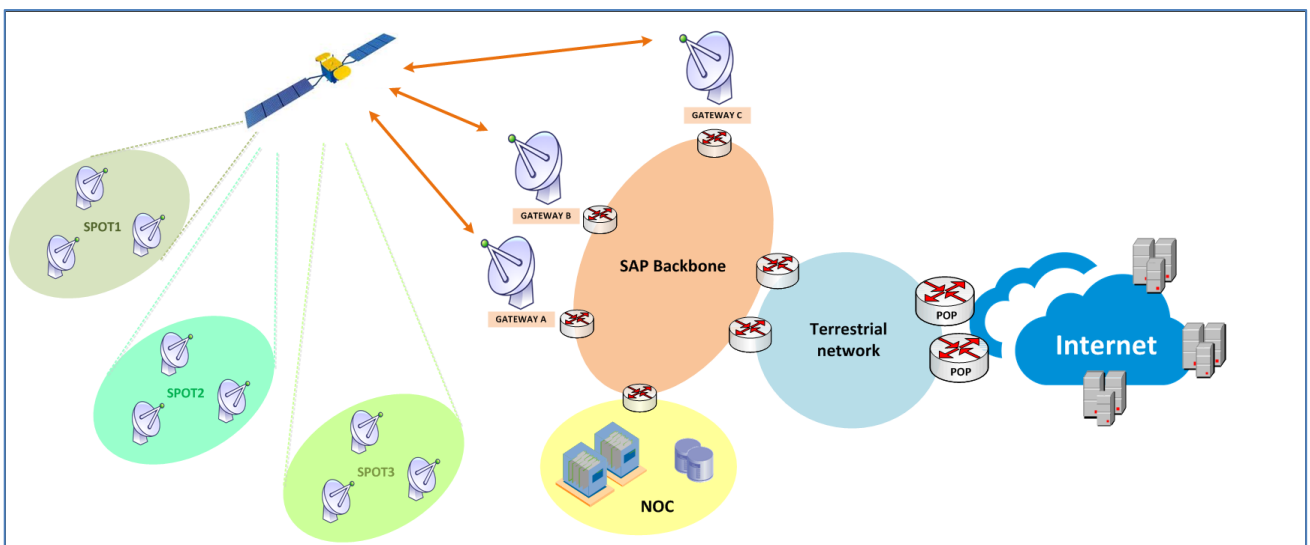 GATEWAY C
GATEWAY B
SPOT1
SAP Backbone
GATEWAY A
POP
Terrestrial
network
Internet
POP
SPOT2
SPOT3
NOC